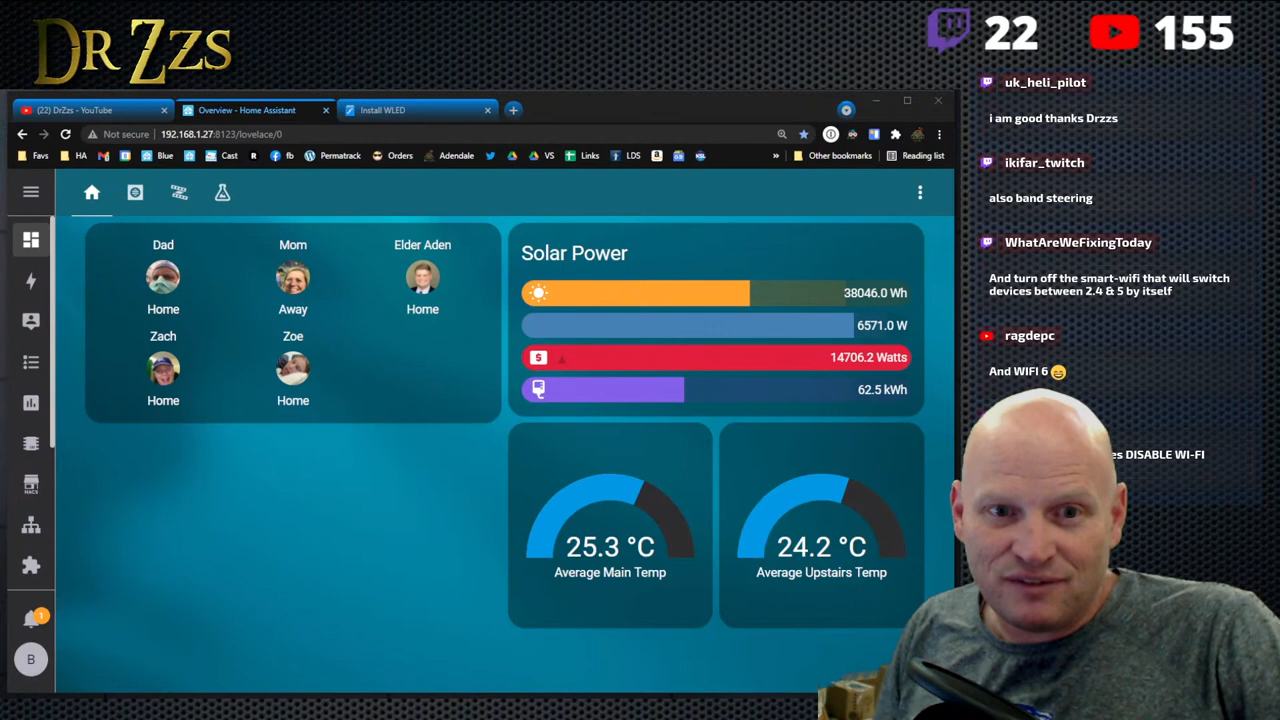 DR ZZS
22
155
(22) DrZzs - YouTube
Overview - Home Assistant
Install WLED
Not secure
192.168.1.27:8123/lovelace/0
Favs
HA
Blue
Cast
fb
Permatrack
Orders
Adendale
VS
Links
LDS
Other bookmarks
Reading list
Dad
Mom
Elder Aden
Home
Away
Home
Zach
Zoe
Home
Home
Solar Power
38046.0 Wh
6571.0 W
14706.2 Watts
62.5 kWh
25.3 °C
Average Main Temp
24.2 °C
Average Upstairs Temp
HACS
1
B
uk_heli_pilot
i am good thanks Drzzs
ikifar_twitch
also band steering
WhatAreWeFixingToday
And turn off the smart-wifi that will switch
devices between 2.4 & 5 by itself
ragdepc
And WIFI 6
DISABLE WI-FI